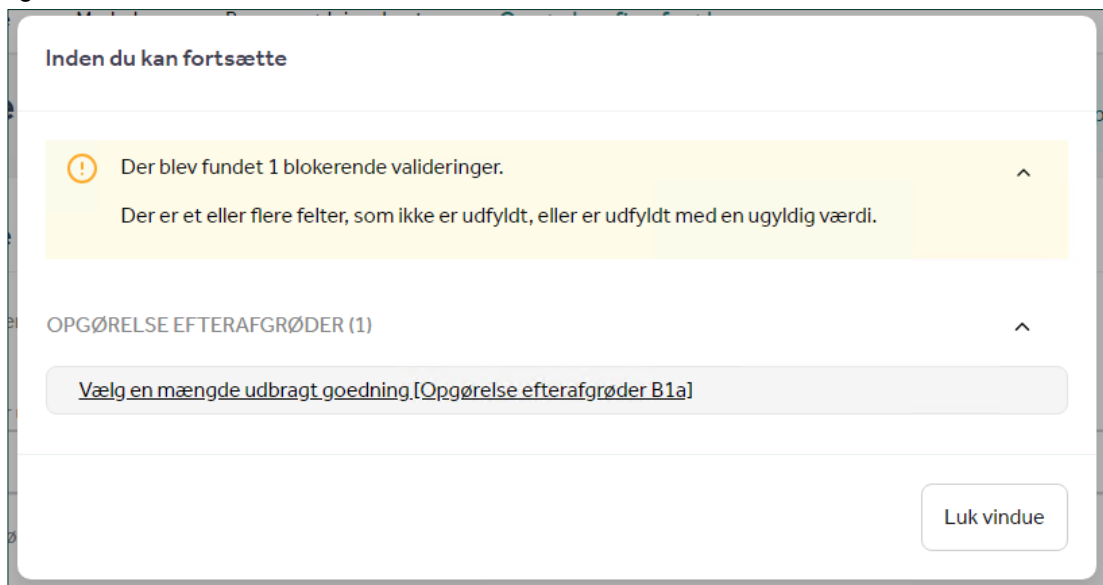 Inden du kan fortsætte
Der blev fundet 1 blokerende valideringer.
Der er et eller flere felter, som ikke er udfyldt, eller er udfyldt med en ugyldig værdi.
OPGØRELSE EFTERAFGRØDER (1)
Vælg en mængde udbragt goedning [Opgørelse efterafgrøder B1a]
Luk vindue